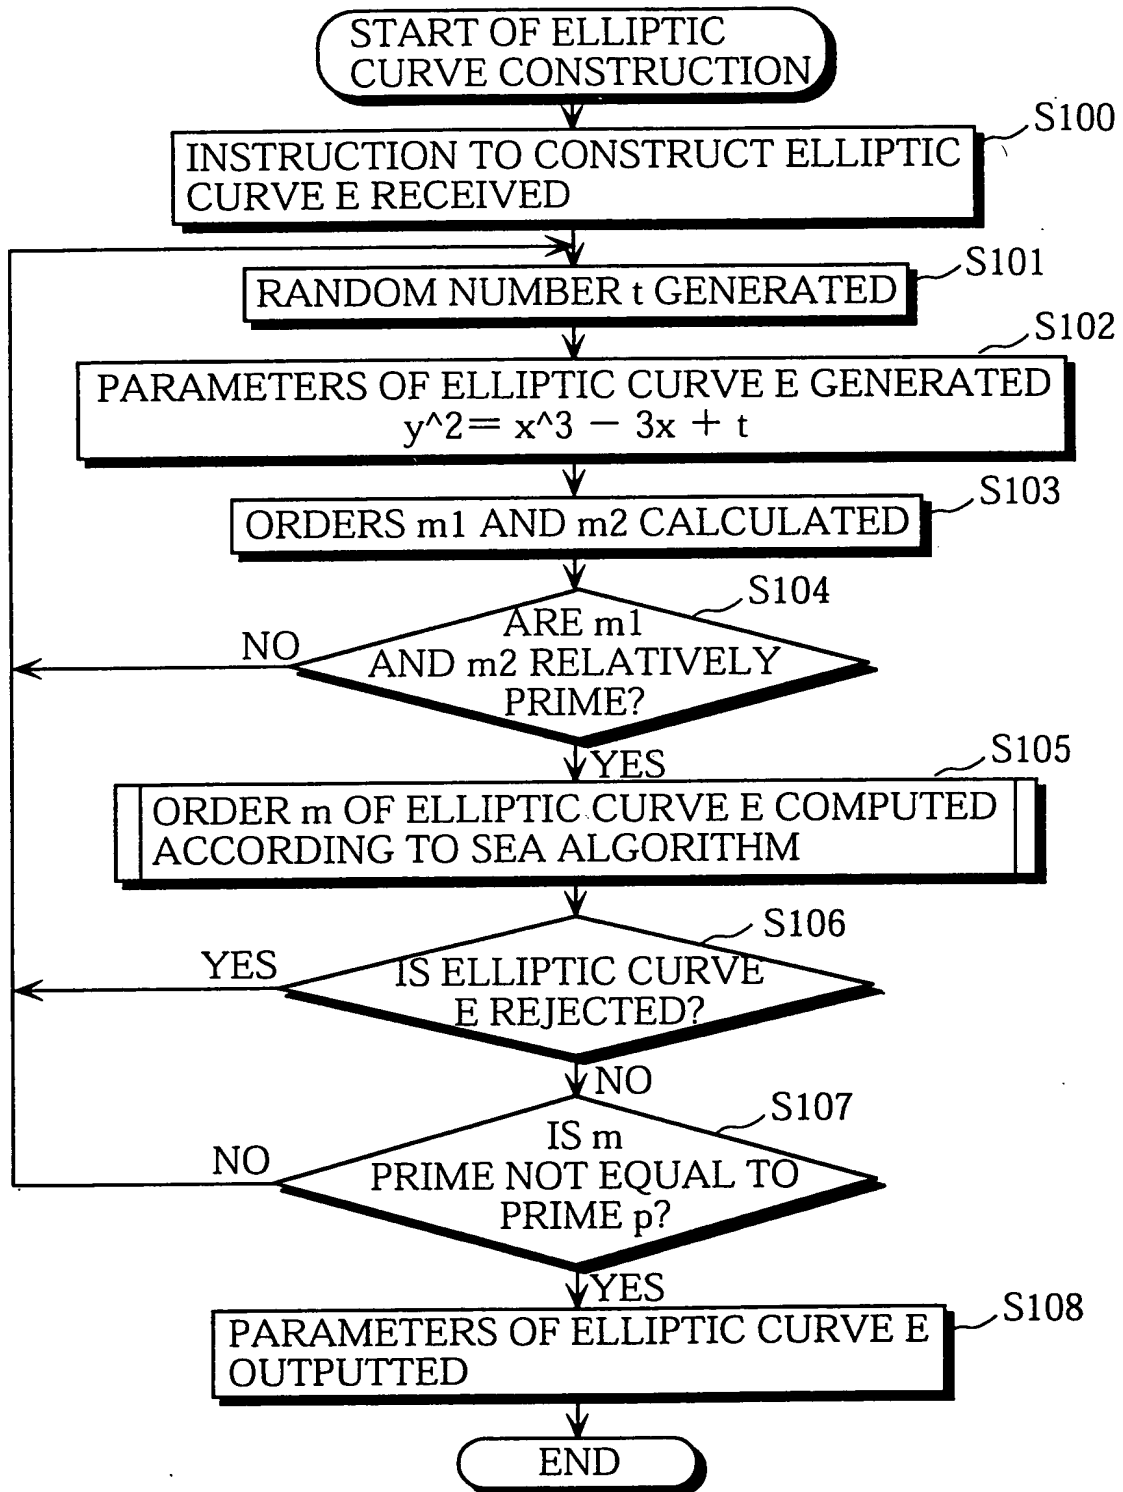 START OF ELLIPTIC
CURVE CONSTRUCTION
S100
INSTRUCTION TO CONSTRUCT ELLIPTIC
CURVE E RECEIVED
S101
RANDOM NUMBER t GENERATED
S102
PARAMETERS OF ELLIPTIC CURVE E GENERATED
y^2= x^3 − 3x + t
S103
ORDERS m1 AND m2 CALCULATED
S104
ARE m1
AND m2 RELATIVELY
PRIME?
NO
YES
S105
ORDER m OF ELLIPTIC CURVE E COMPUTED
ACCORDING TO SEA ALGORITHM
S106
IS ELLIPTIC CURVE
E REJECTED?
YES
NO
S107
IS m
PRIME NOT EQUAL TO
PRIME p?
NO
YES
S108
PARAMETERS OF ELLIPTIC CURVE E
OUTPUTTED
END